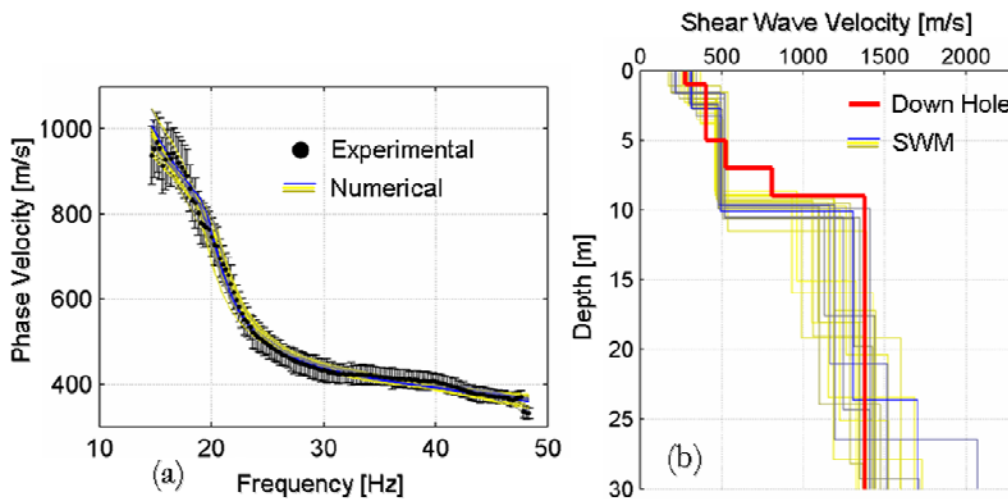 Phase Velocity [m/s]
1000
800
600
400
10 20 30 40 50
Frequency [Hz]
Experimental
Numerical
(a)
Shear Wave Velocity [m/s]
0 500 1000 1500 2000
Depth [m]
0
5
10
15
20
25
30
Down Hole
SWM
(b)